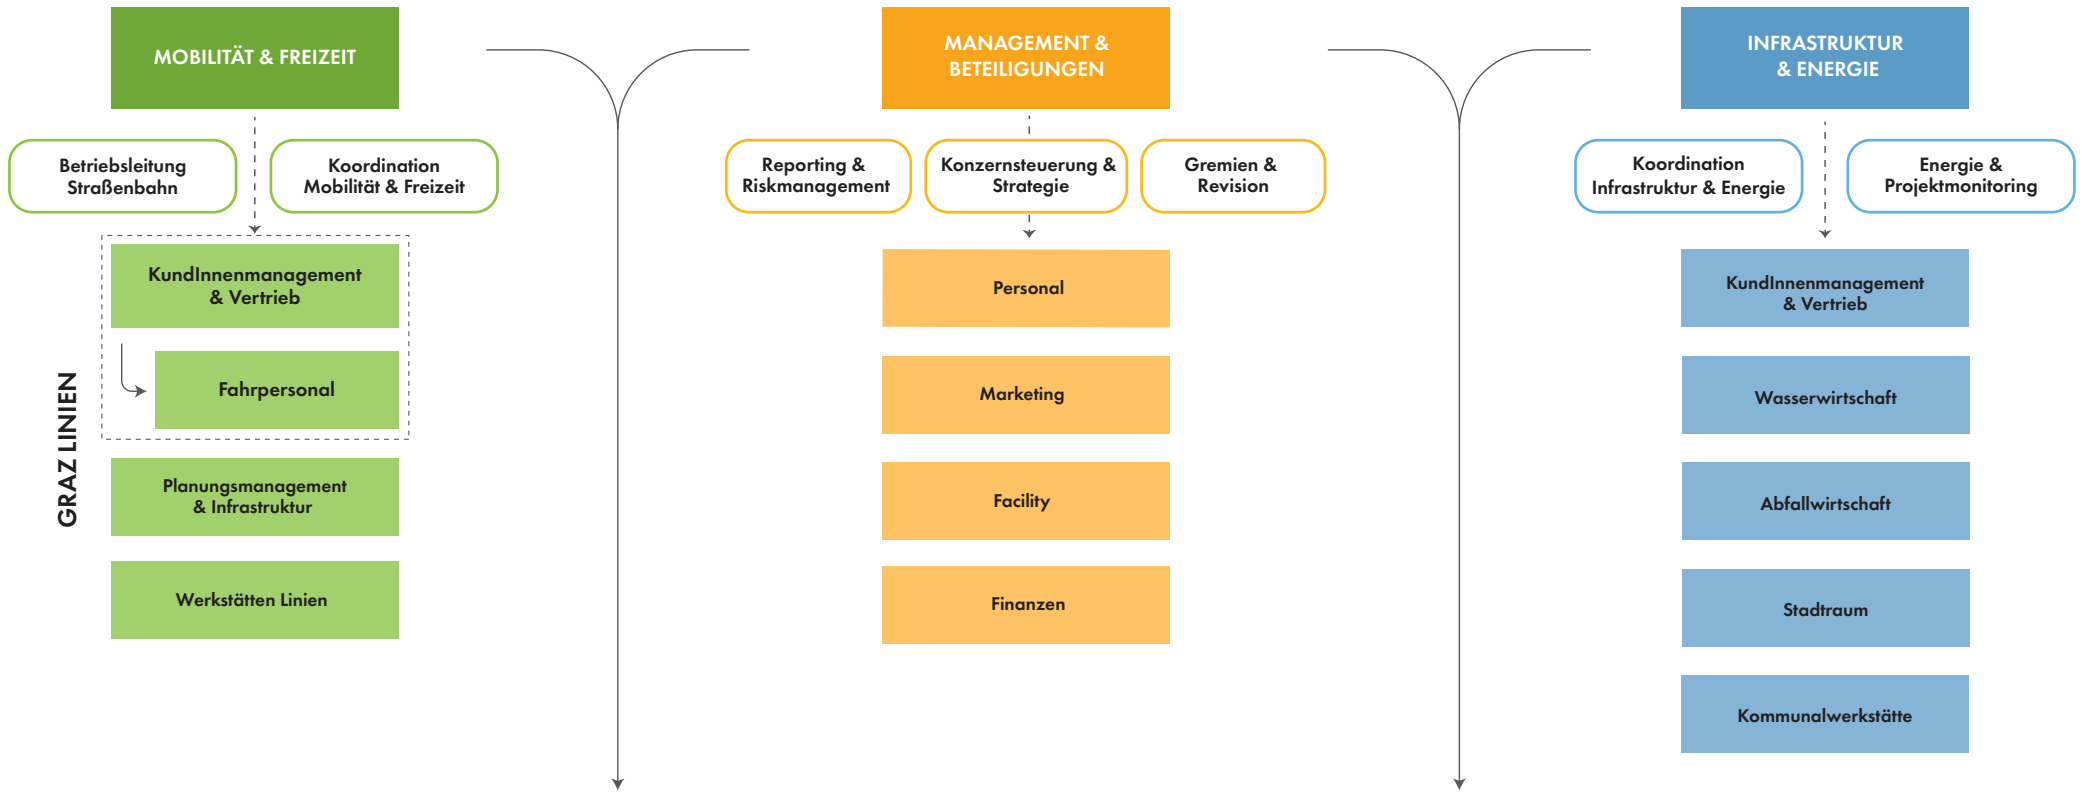 MOBILITÄT & FREIZEIT
Betriebsleitung
Straßenbahn
Koordination
Mobilität & Freizeit
GRAZ LINIEN
KundInnenmanagement
& Vertrieb
Fahrpersonal
Planungsmanagement
& Infrastruktur
Werkstätten Linien
MANAGEMENT &
BETEILIGUNGEN
Reporting &
Riskmanagement
Konzernsteuerung &
Strategie
Gremien &
Revision
Personal
Marketing
Facility
Finanzen
INFRASTRUKTUR
& ENERGIE
Koordination
Infrastruktur & Energie
Energie &
Projektmonitoring
KundInnenmanagement
& Vertrieb
Wasserwirtschaft
Abfallwirtschaft
Stadtraum
Kommunalwerkstätte